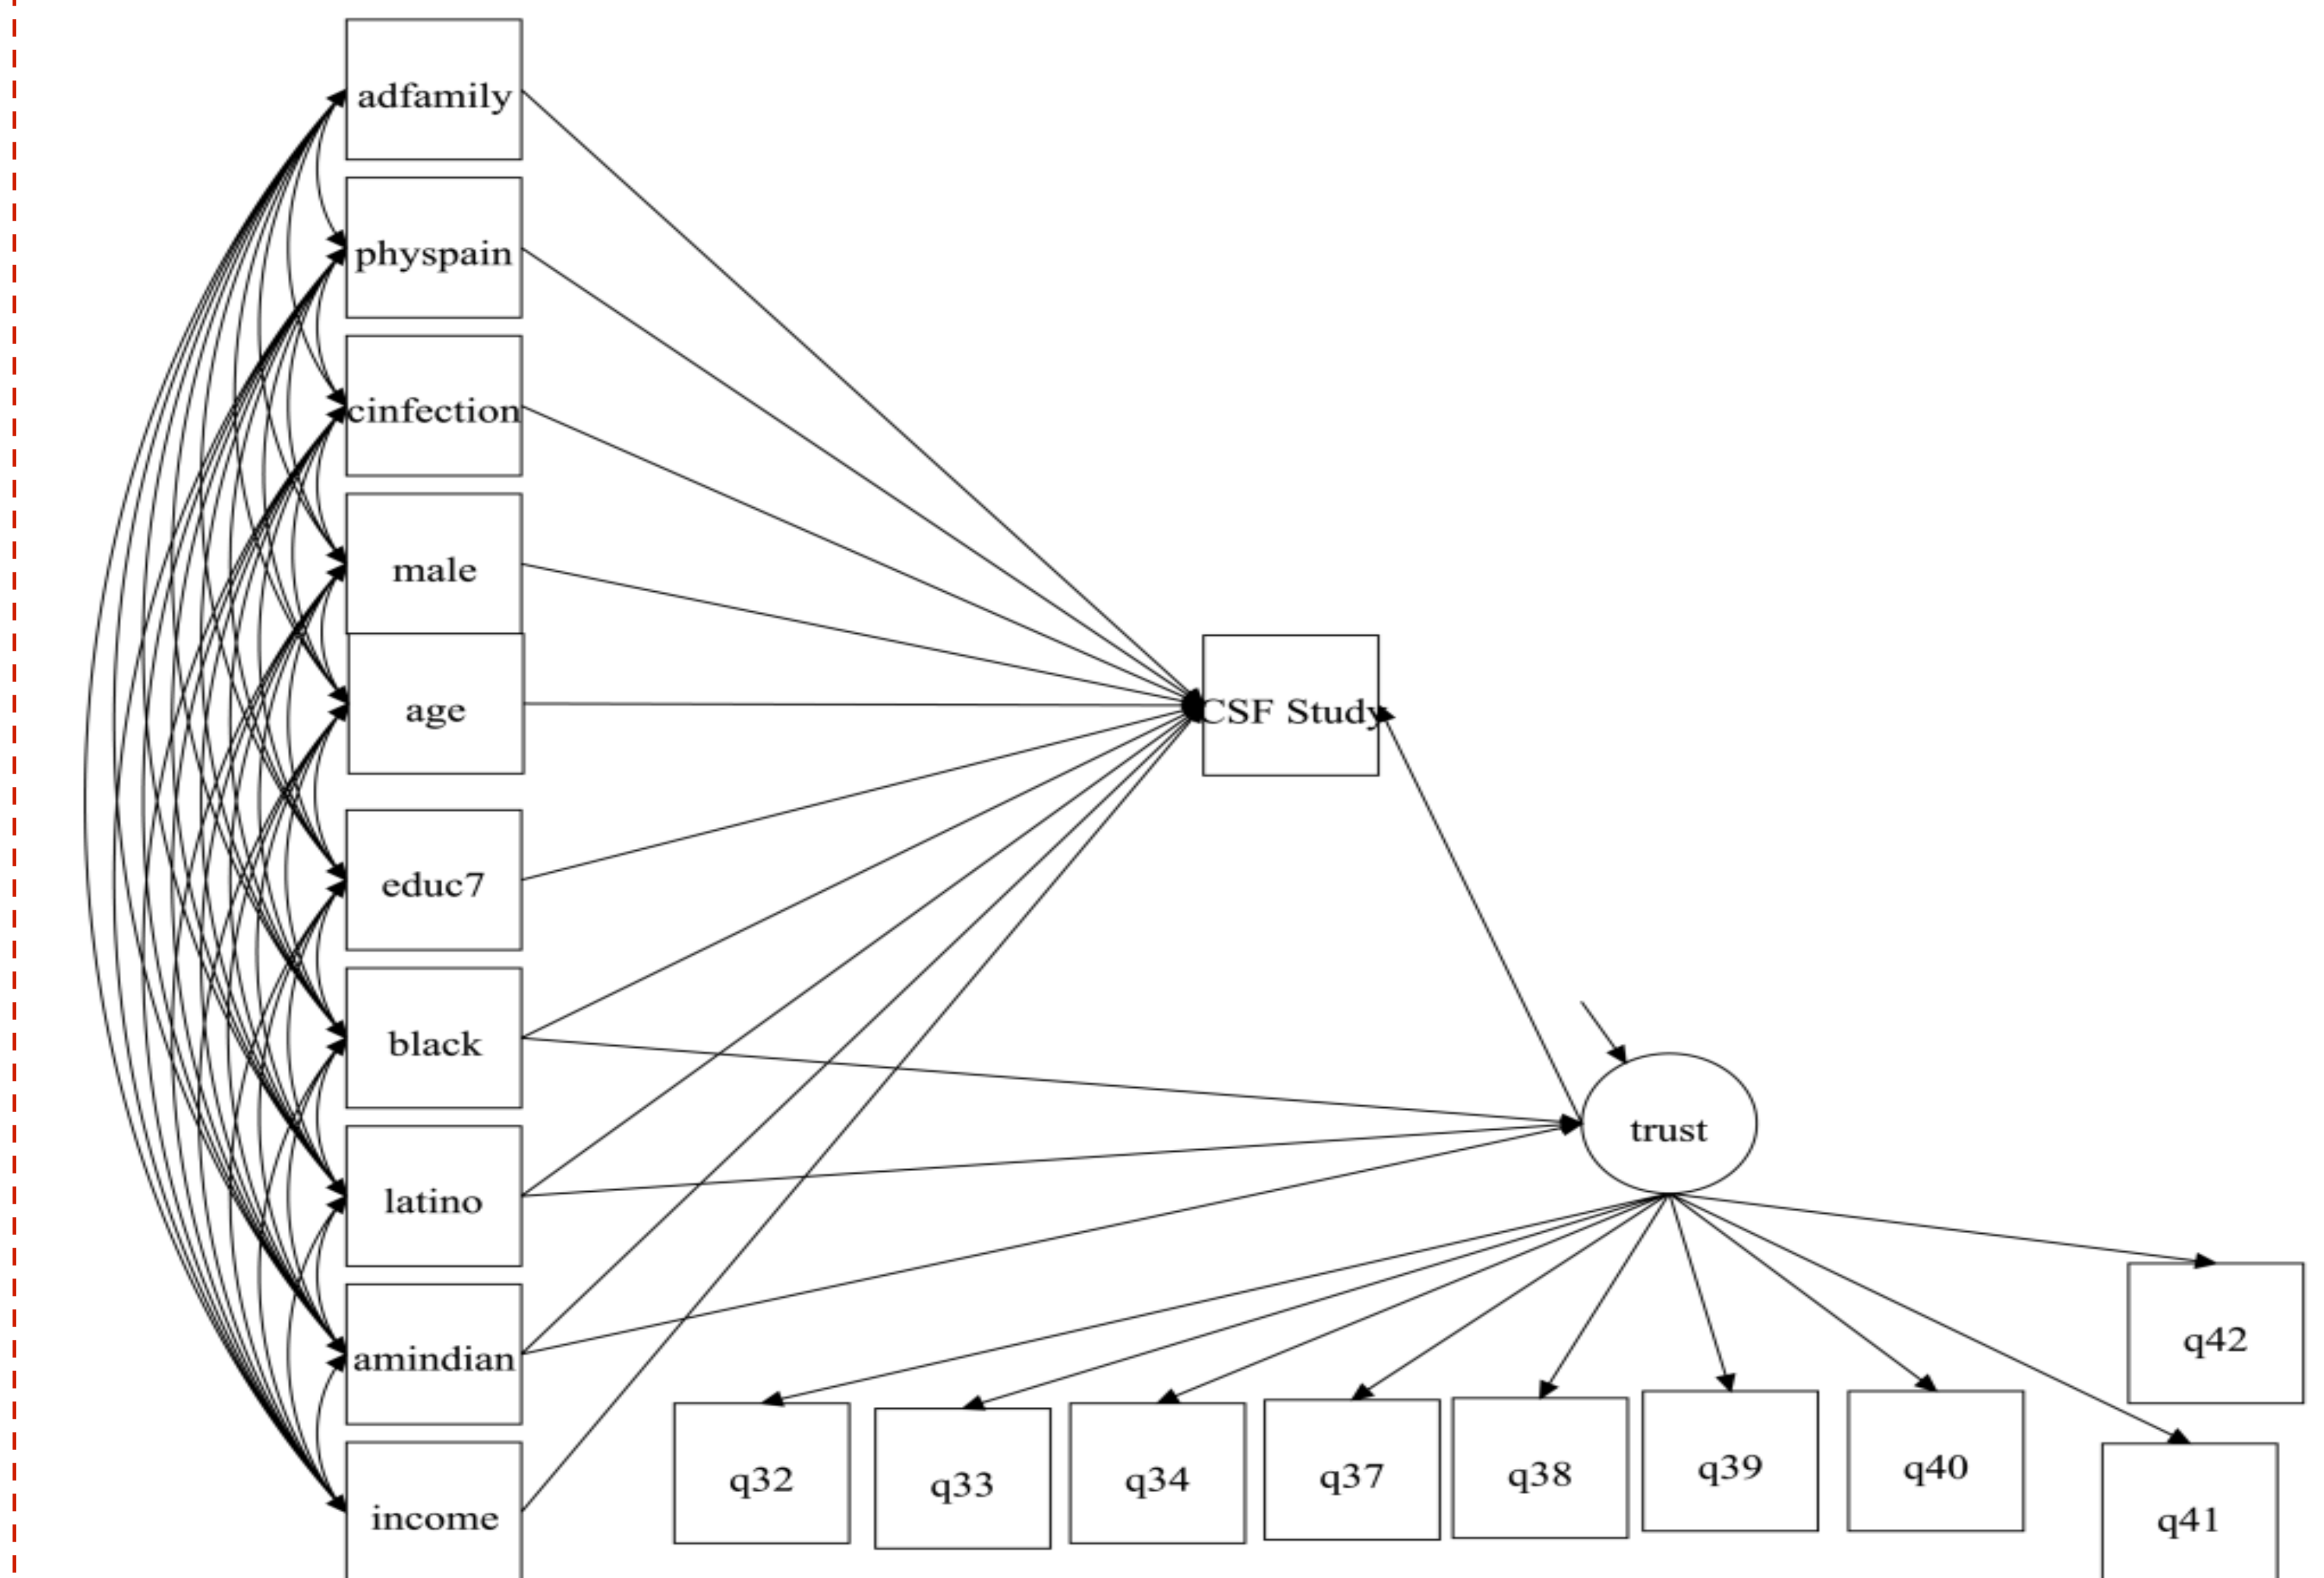 adfamily
physpain
cinfection
male
age
educ7
black
latino
amindian
income
CSF Study
trust
q32
q33
q34
q37
q38
q39
q40
q41
q42